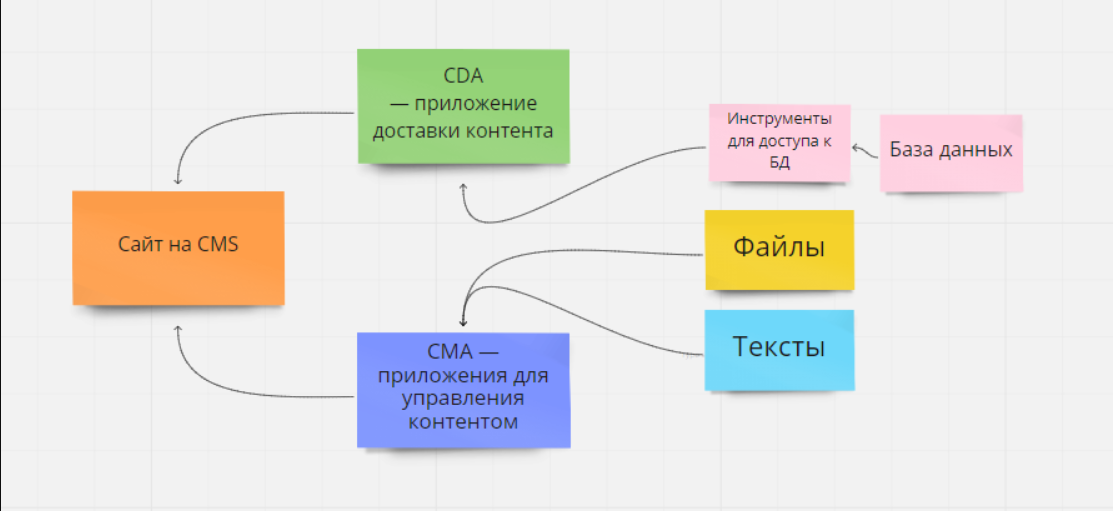 CDA
— приложение
доставки контента
Инструменты
для доступа к
БД
База данных
Сайт на CMS
Файлы
Тексты
CMA —
приложения для
управления
контентом